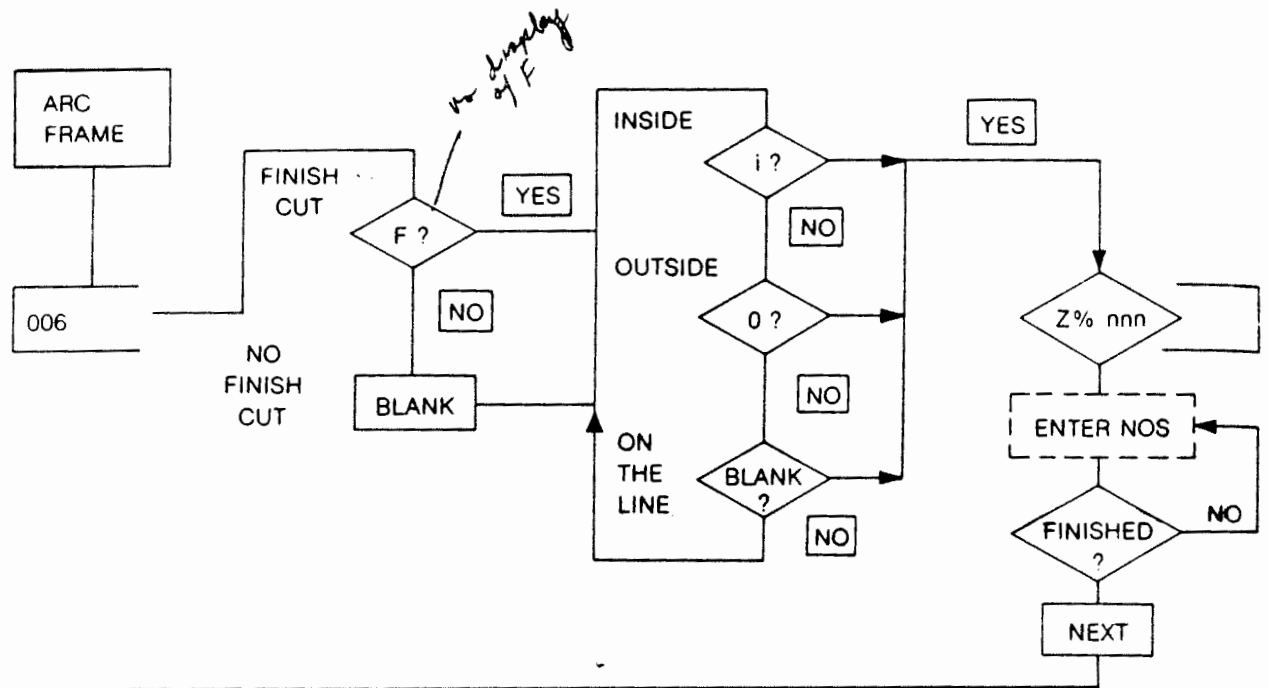 no display
of F
ARC
FRAME
006
FINISH
CUT
F ?
YES
NO
NO
FINISH
CUT
BLANK
INSIDE
i ?
NO
OUTSIDE
0 ?
NO
ON
THE
LINE
BLANK
?
NO
YES
Z% nnn
ENTER NOS
FINISHED
?
NO
NEXT